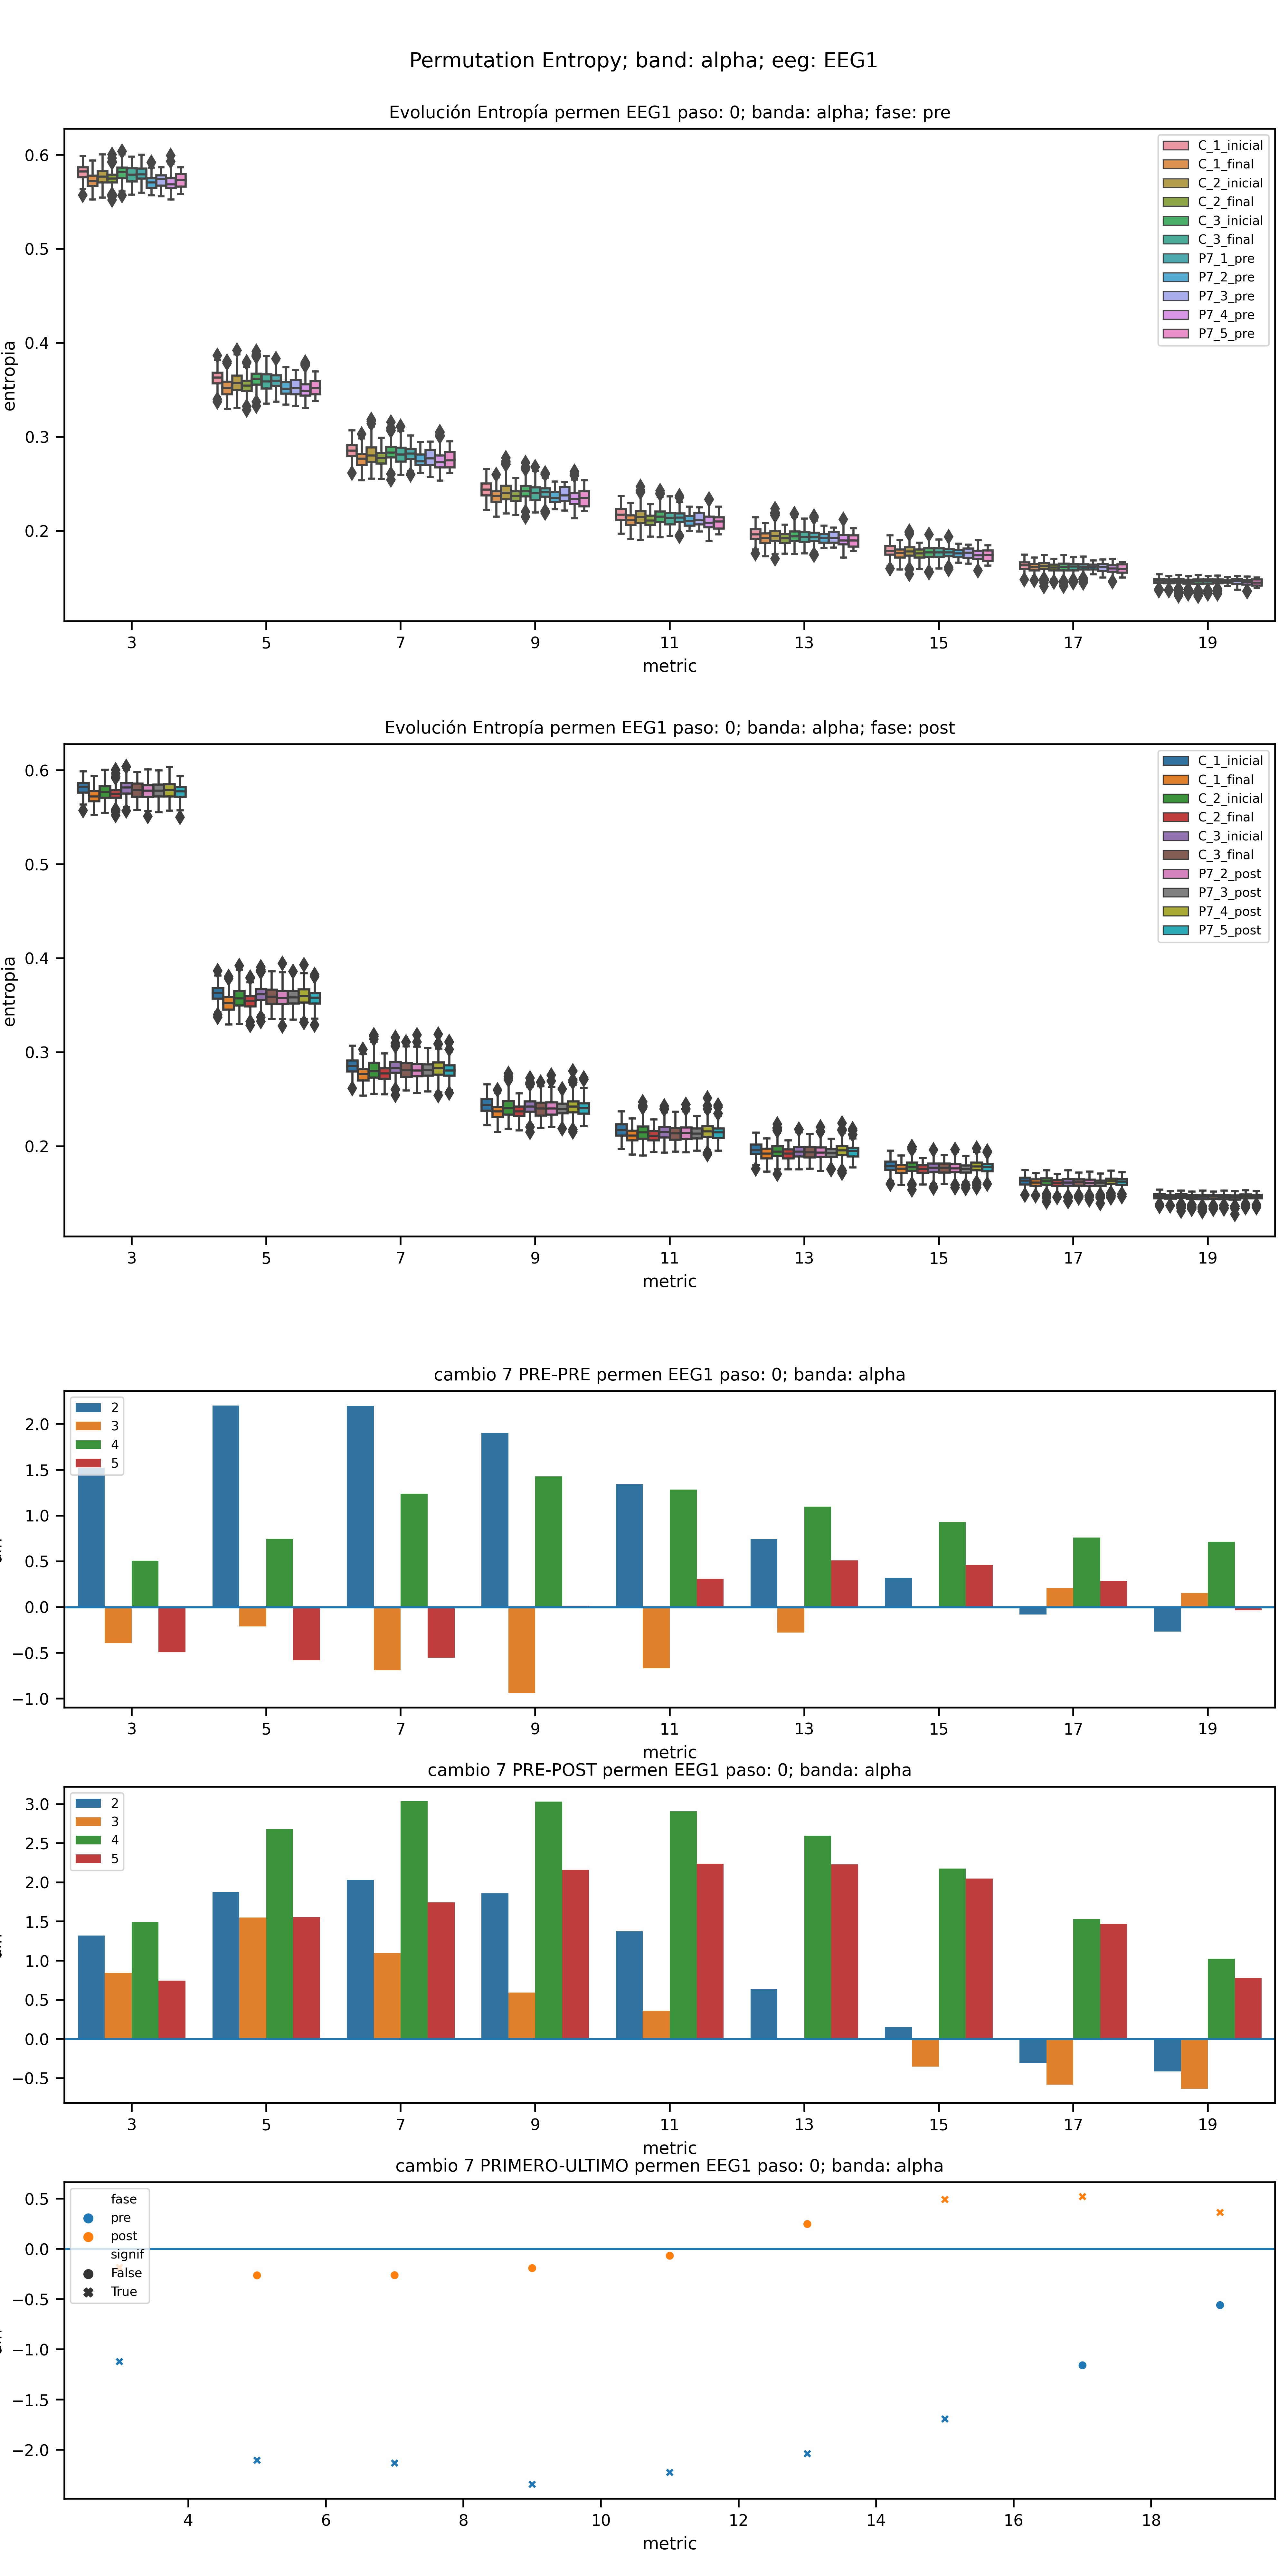 Permutation Entropy; band: alpha; eeg: EEG1
Evolución Entropía permen EEG1 paso: 0; banda: alpha; fase: pre
0.6
0.5
0.4
0.3
0.2
entropia
C_1_inicial
C_1_final
C_2_inicial
C_2_final
C_3_inicial
C_3_final
P7_1_pre
P7_2_pre
P7_3_pre
P7_4_pre
P7_5_pre
3 5 7 9 11 13 15 17 19
metric
Evolución Entropía permen EEG1 paso: 0; banda: alpha; fase: post
0.6
0.5
0.4
0.3
0.2
entropia
C_1_inicial
C_1_final
C_2_inicial
C_2_final
C_3_inicial
C_3_final
P7_2_post
P7_3_post
P7_4_post
P7_5_post
3 5 7 9 11 13 15 17 19
metric
cambio 7 PRE-PRE permen EEG1 paso: 0; banda: alpha
2
3
4
5
2.0
1.5
1.0
0.5
0.0
−0.5
−1.0
3 5 7 9 11 13 15 17 19
metric
cambio 7 PRE-POST permen EEG1 paso: 0; banda: alpha
2
3
4
5
3.0
2.5
2.0
1.5
1.0
0.5
0.0
−0.5
3 5 7 9 11 13 15 17 19
metric
cambio 7 PRIMERO-ULTIMO permen EEG1 paso: 0; banda: alpha
fase
pre
post
signif
False
True
0.5
0.0
−0.5
−1.0
−1.5
−2.0
4 6 8 10 12 14 16 18
metric